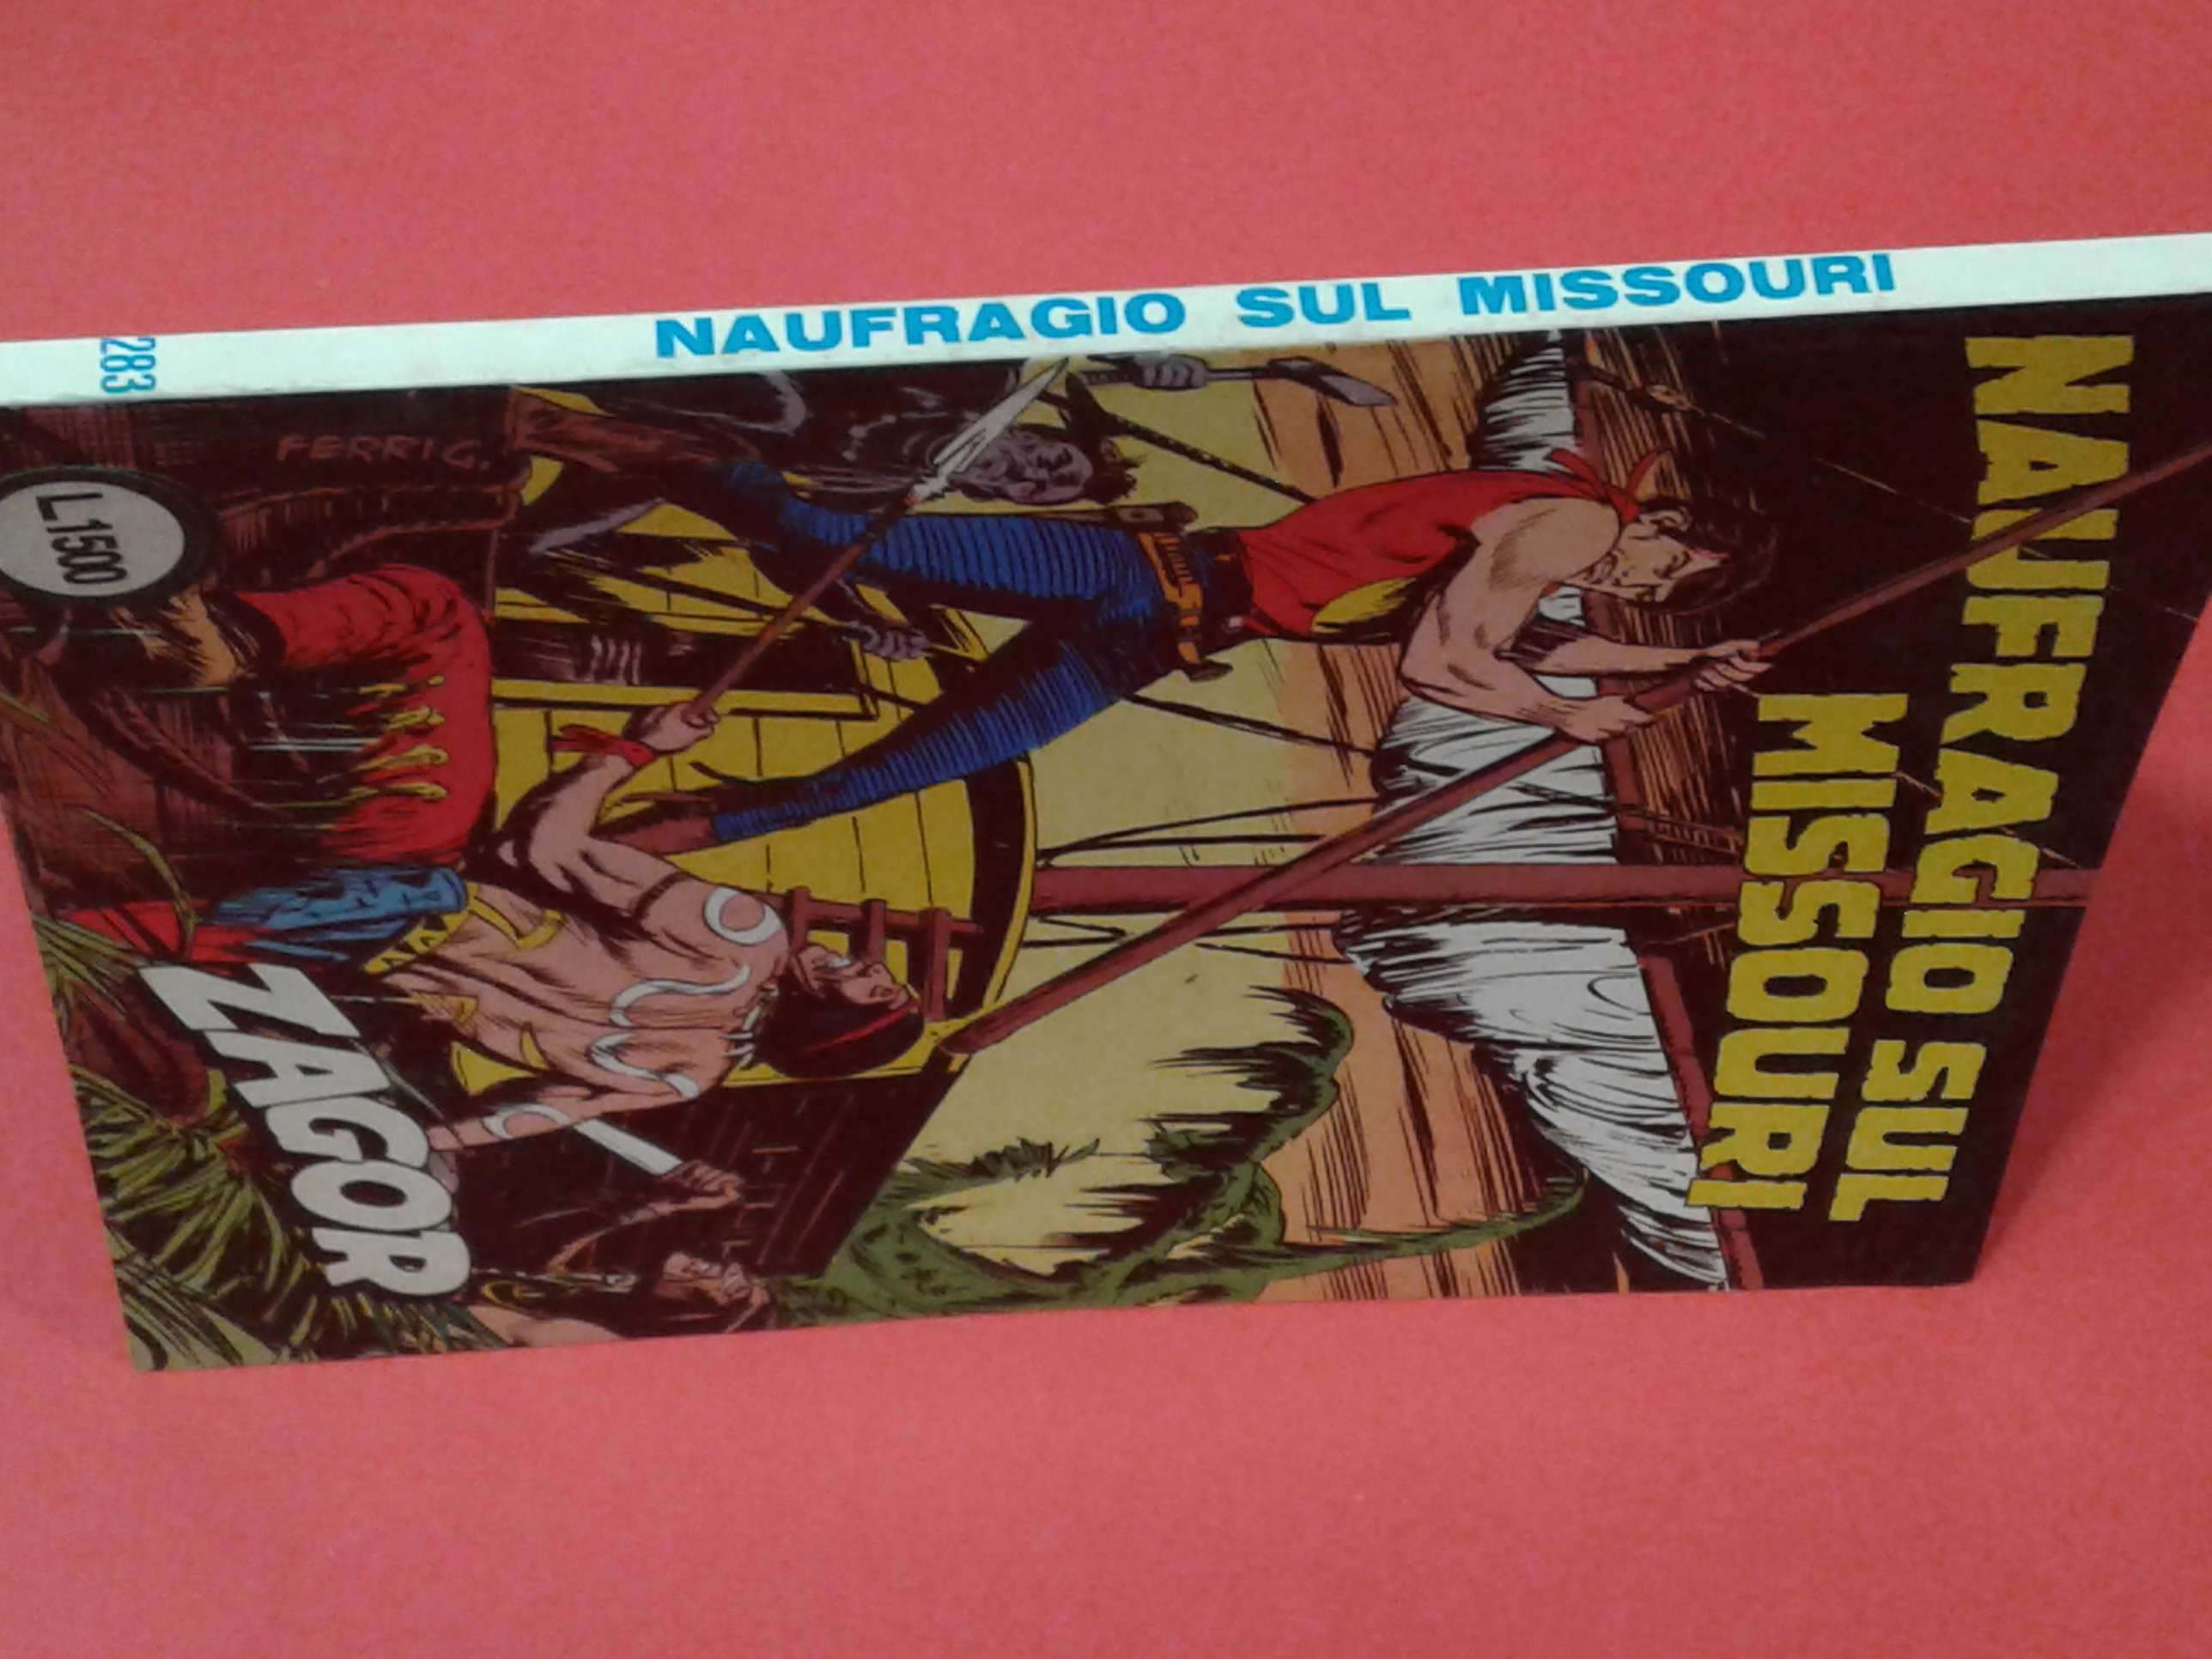 NAUFRAGIO SUL MISSOURI
283
NAUFRAGIO SUL
MISSOURI
FERRI G.
L.1500
ZAGOR